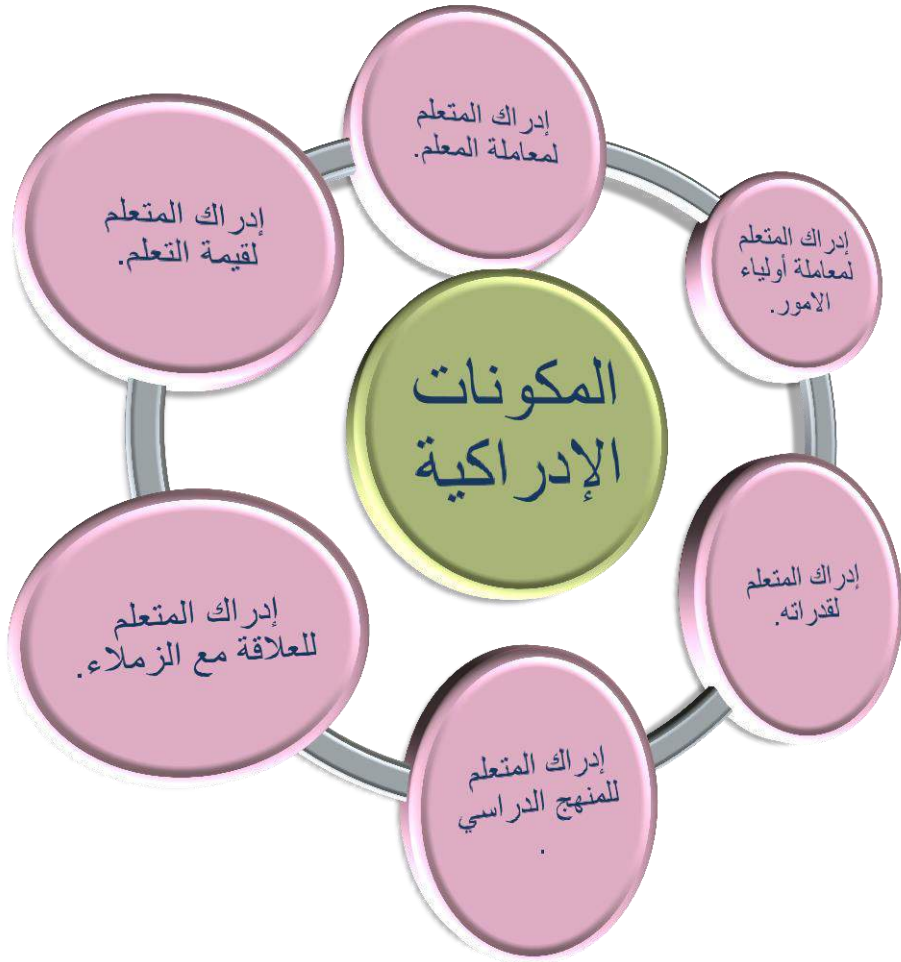 إدراك المتعلم
لمعاملة المعلم.
إدراك المتعلم
لمعاملة أولياء
الامور.
إدراك المتعلم
لقدراته.
إدراك المتعلم
للمنهج الدراسي
.
إدراك المتعلم
للعلاقة مع الزملاء.
إدراك المتعلم
لقيمة التعلم.
المكونات
الإدراكية